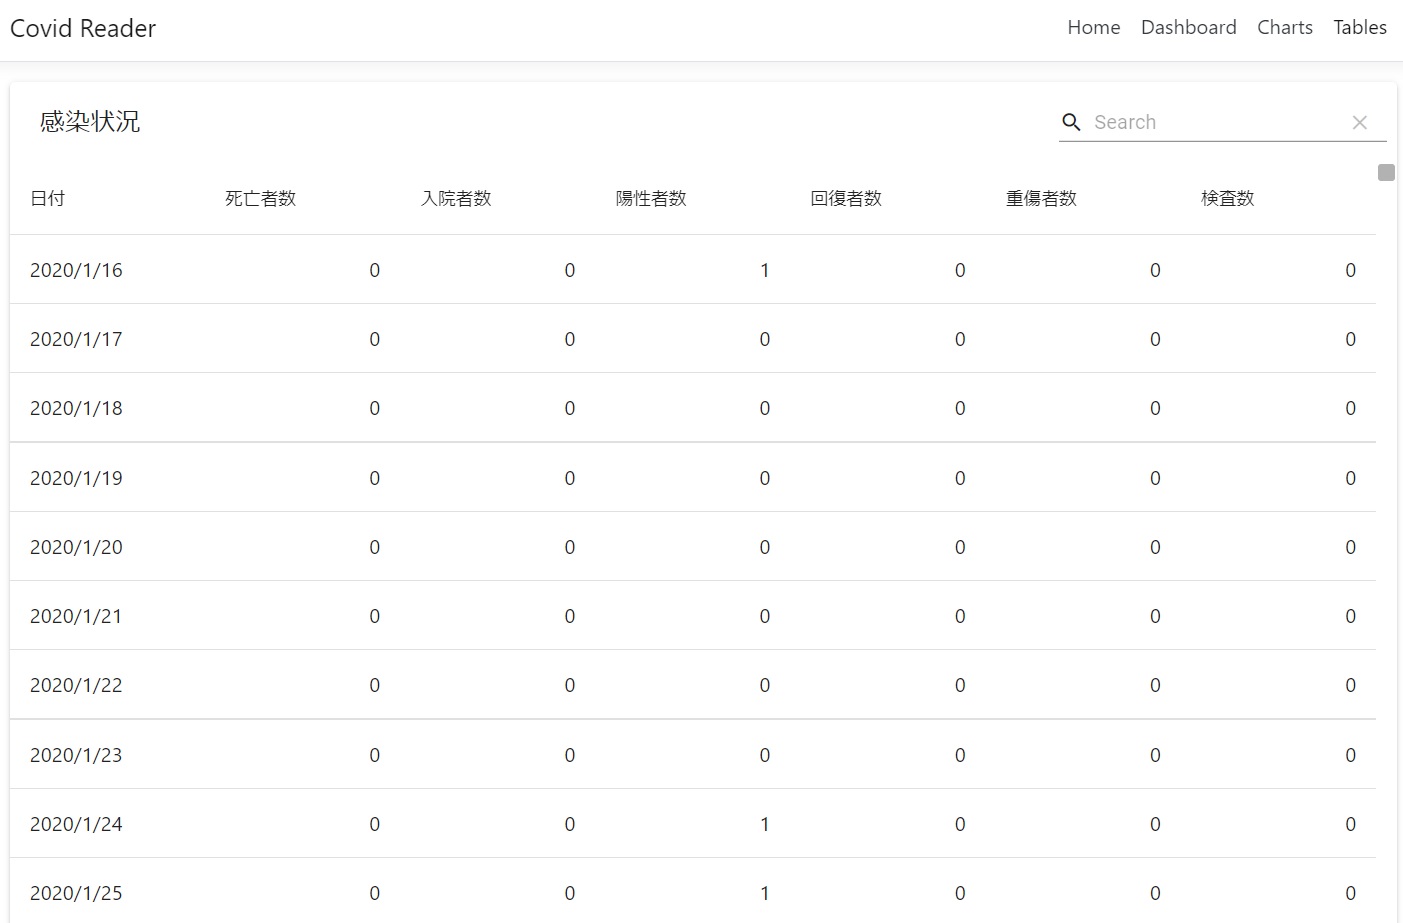 Covid Reader Home Dashboard Charts Tables
感染状況 Search
日付 死亡者数 入院者数 陽性者数 回復者数 重傷者数 検査数
2020/1/16 0 0 1 0 0 0
2020/1/17 0 0 0 0 0 0
2020/1/18 0 0 0 0 0 0
2020/1/19 0 0 0 0 0 0
2020/1/20 0 0 0 0 0 0
2020/1/21 0 0 0 0 0 0
2020/1/22 0 0 0 0 0 0
2020/1/23 0 0 0 0 0 0
2020/1/24 0 0 1 0 0 0
2020/1/25 0 0 1 0 0 0